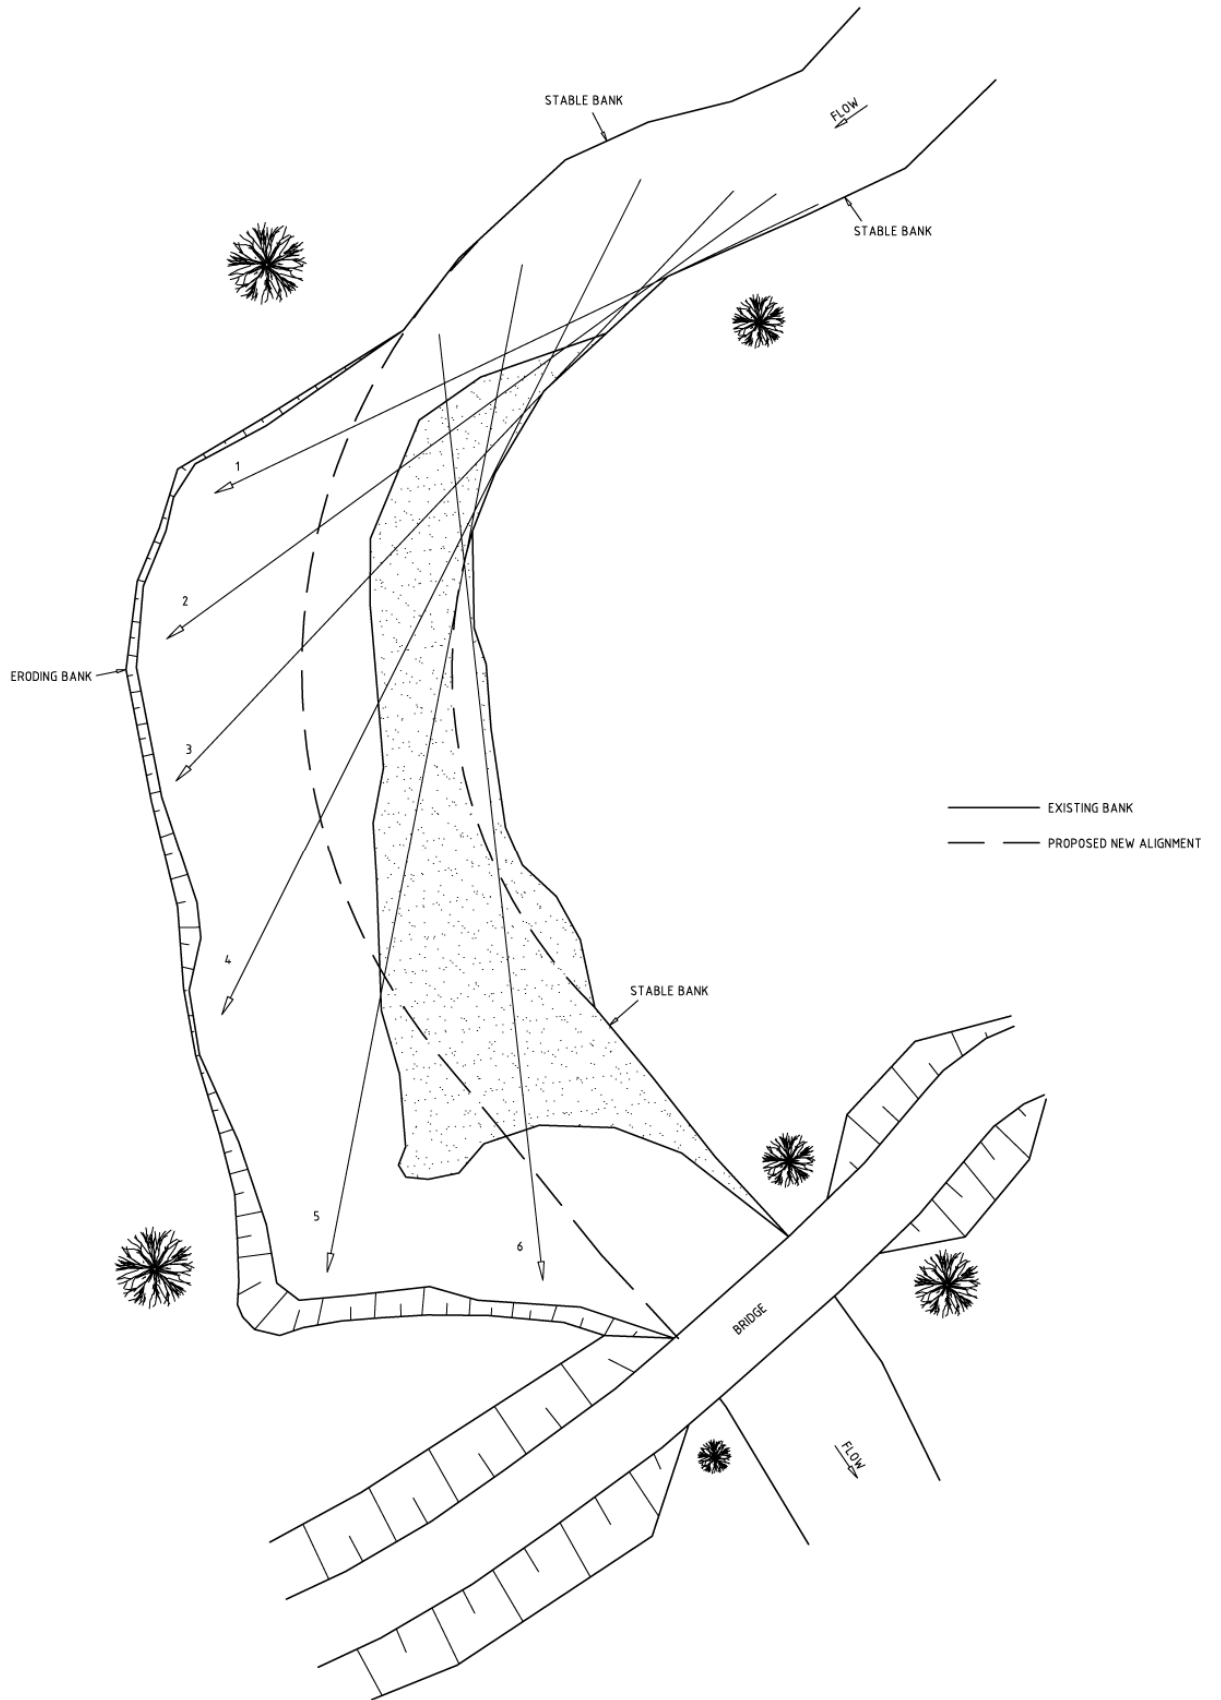 STABLE BANK
FLOW
STABLE BANK
1
2
ERODING BANK
3
EXISTING BANK
PROPOSED NEW ALIGNMENT
4
STABLE BANK
5
6
BRIDGE
FLOW